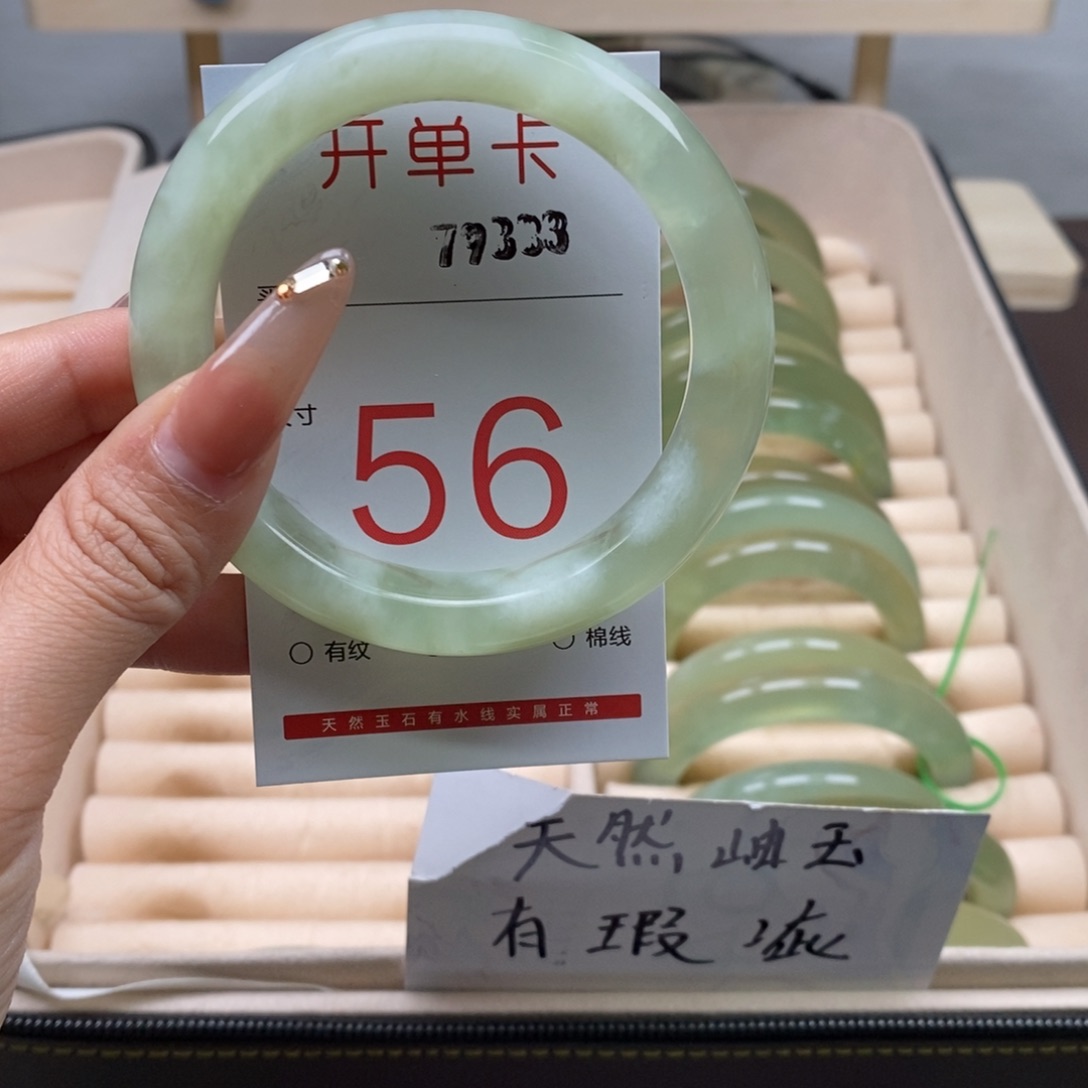 开单卡
79333
寸
56
有纹
棉线
天然玉石有水线实属正常
天然岫玉
有瑕疵